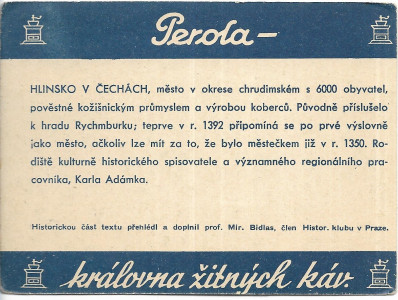 Perola–
HLINSKO V ČECHÁCH, město v okrese chrudimském s 6000 obyvatel,
pověstné kožišnickým průmyslem a výrobou koberců. Původně příslušelo
k hradu Rychmburku; teprve v r. 1392 připomíná se po prvé výslovně
jako město, ačkoliv lze mít za to, že bylo městečkem již v r. 1350. Ro-
diště kulturně historického spisovatele a významného regionálního pra-
covníka, Karla Adámka.
Historickou část textu přehlédl a doplnil prof. Mir. Bidlas, člen Histor. klubu v Praze.
královna žitných káv.